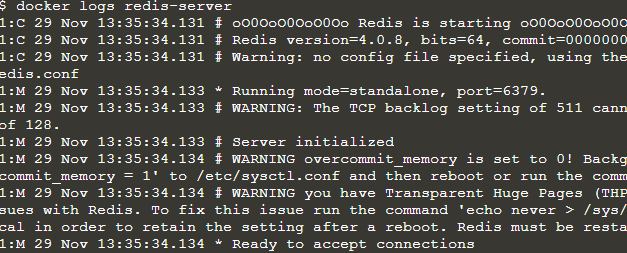 $ docker logs redis-server
1:C 29 Nov 13:35:34.131 # oO0OoO0OoO0Oo Redis is starting oO0OoO0OoO0O
1:C 29 Nov 13:35:34.131 # Redis version=4.0.8, bits=64, commit=0000000
1:C 29 Nov 13:35:34.131 # Warning: no config file specified, using the
edis.conf
1:M 29 Nov 13:35:34.133 * Running mode=standalone, port=6379.
1:M 29 Nov 13:35:34.133 # WARNING: The TCP backlog setting of 511 cann
of 128.
1:M 29 Nov 13:35:34.133 # Server initialized
1:M 29 Nov 13:35:34.134 # WARNING overcommit_memory is set to 0! Backg
commit_memory = 1' to /etc/sysctl.conf and then reboot or run the comm
1:M 29 Nov 13:35:34.134 # WARNING you have Transparent Huge Pages (THP
sues with Redis. To fix this issue run the command 'echo never > /sys/
cal in order to retain the setting after a reboot. Redis must be resta
1:M 29 Nov 13:35:34.134 * Ready to accept connections